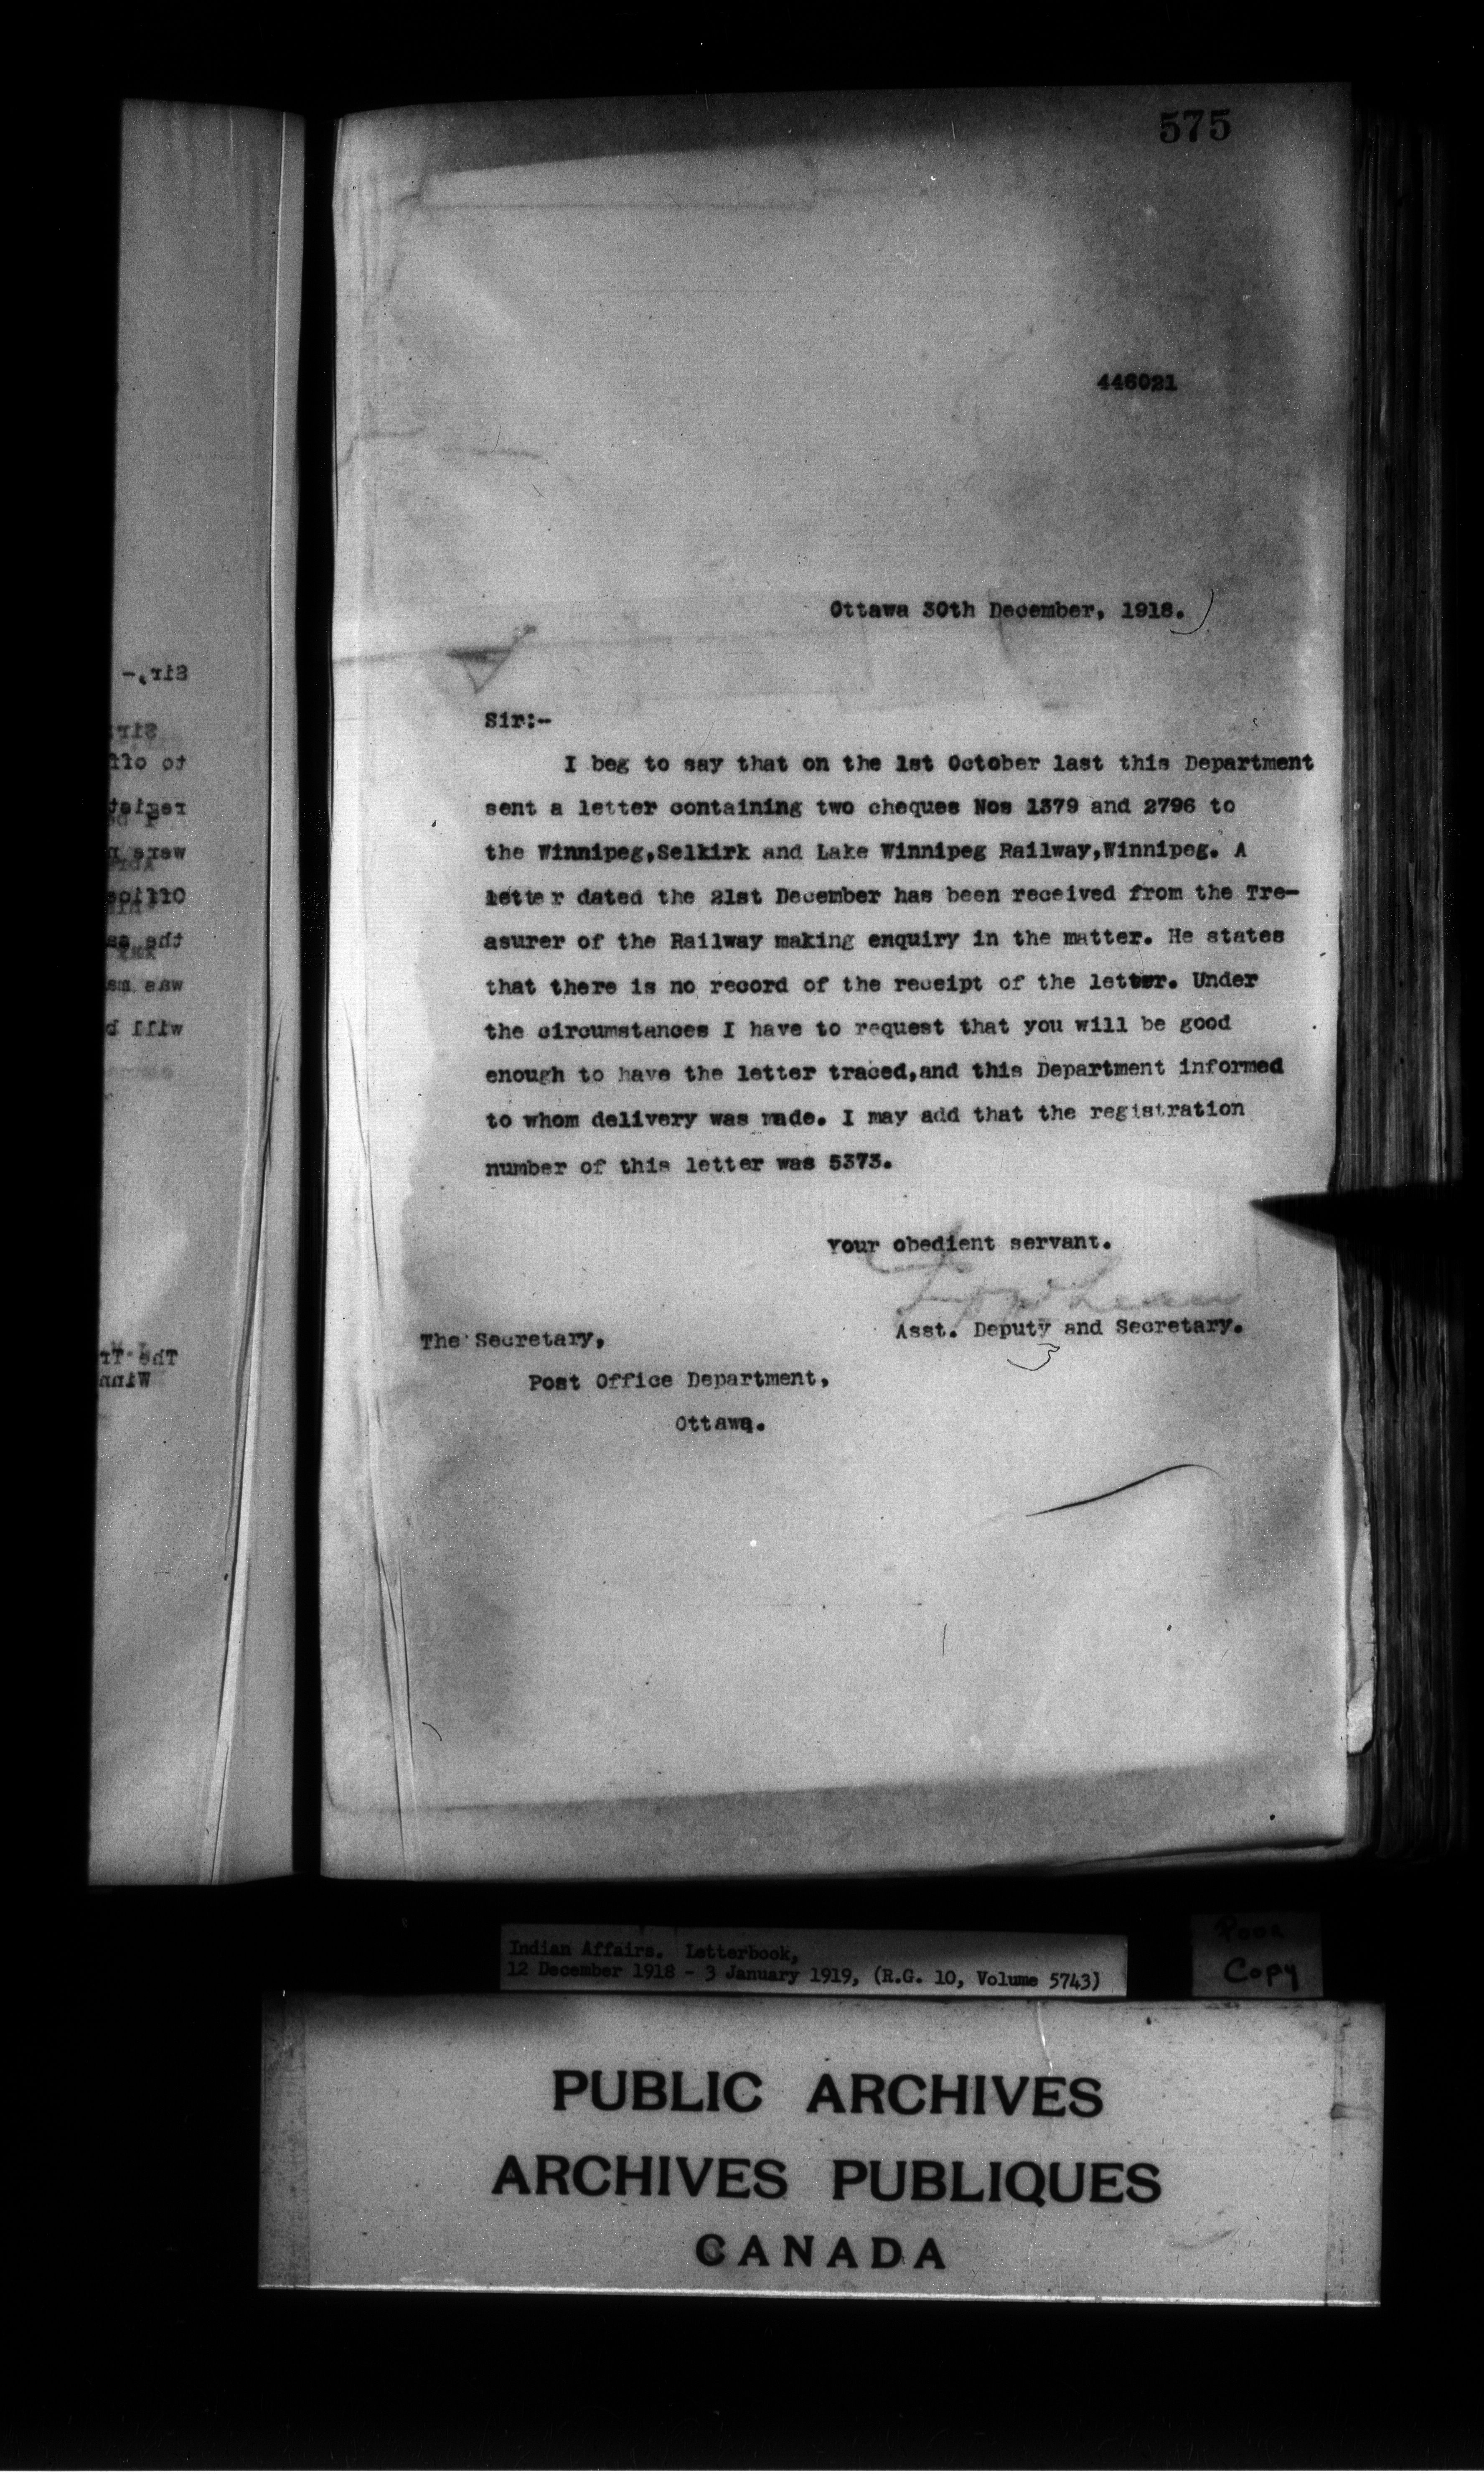 575
446021
Ottawa 30th December, 1918.
Sir:-
I beg to say that on the 1st October last this Department
sent a letter containing two cheques Nos 1379 and 2796 to
the Winnipeg,Selkirk and Lake Winnipeg Railway,Winnipeg. A
letter dated the 21st December has been received from the Tre-
asurer of the Railway making enquiry in the matter. He states
that there is no record of the receipt of the letter. Under
the circumstances I have to request that you will be good
enough to have the letter traced,and this Department informed
to whom delivery was made. I may add that the registration
number of this letter was 5373.
Your obedient servant.
Asst. Deputy and Secretary.
The Secretary,
Post Office Department,
Ottawa.
Indian Affairs. Letterbook,
12 December 1918 - 3 January 1919, (R.G. 10, Volume 5743)
Poor
Copy
PUBLIC ARCHIVES
ARCHIVES PUBLIQUES
CANADA